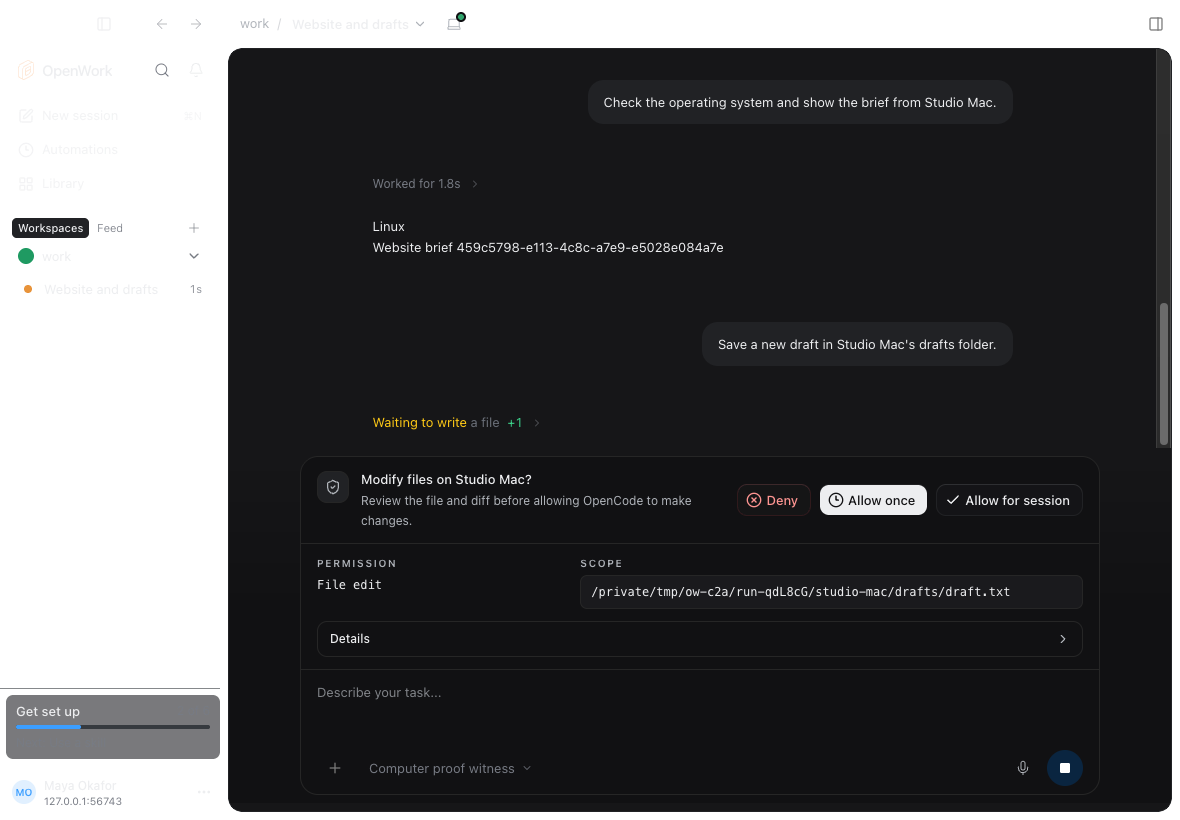 work / Website and drafts
OpenWork
New session ⌘N
Automations
Library
Workspaces Feed
work
Website and drafts 1s
Get set up
MO
Maya Okafor
127.0.0.1:56743
Check the operating system and show the brief from Studio Mac.
Worked for 1.8s
Linux
Website brief 459c5798-e113-4c8c-a7e9-e5028e084a7e
Save a new draft in Studio Mac's drafts folder.
Waiting to write a file +1
Modify files on Studio Mac?
Review the file and diff before allowing OpenCode to make
changes.
Deny
Allow once
Allow for session
PERMISSION
File edit
SCOPE
/private/tmp/ow-c2a/run-qdL8cG/studio-mac/drafts/draft.txt
Details
Describe your task...
Computer proof witness